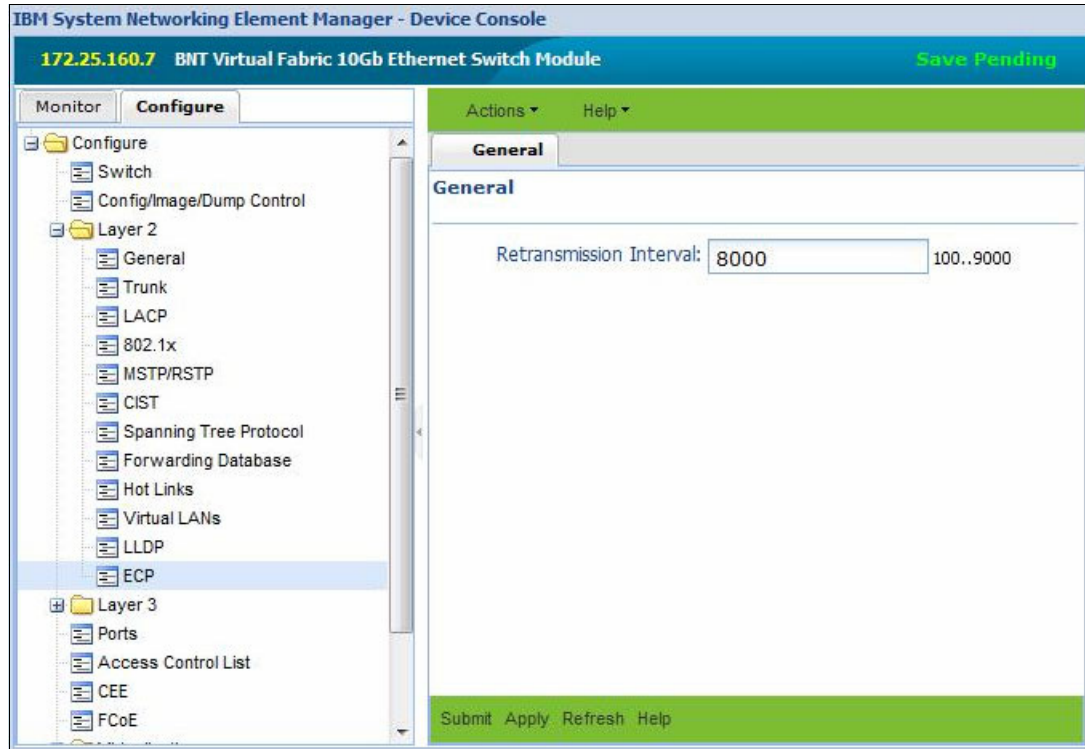 IBM System Networking Element Manager - Device Console
172.25.160.7 BNT Virtual Fabric 10Gb Ethernet Switch Module Save Pending
Monitor Configure
Configure
Switch
Config/Image/Dump Control
Layer 2
General
Trunk
LACP
802.1x
MSTP/RSTP
CIST
Spanning Tree Protocol
Forwarding Database
Hot Links
Virtual LANs
LLDP
ECP
Layer 3
Ports
Access Control List
CEE
FCoE
Actions Help
General
General
Retransmission Interval: 8000 100..9000
Submit Apply Refresh Help